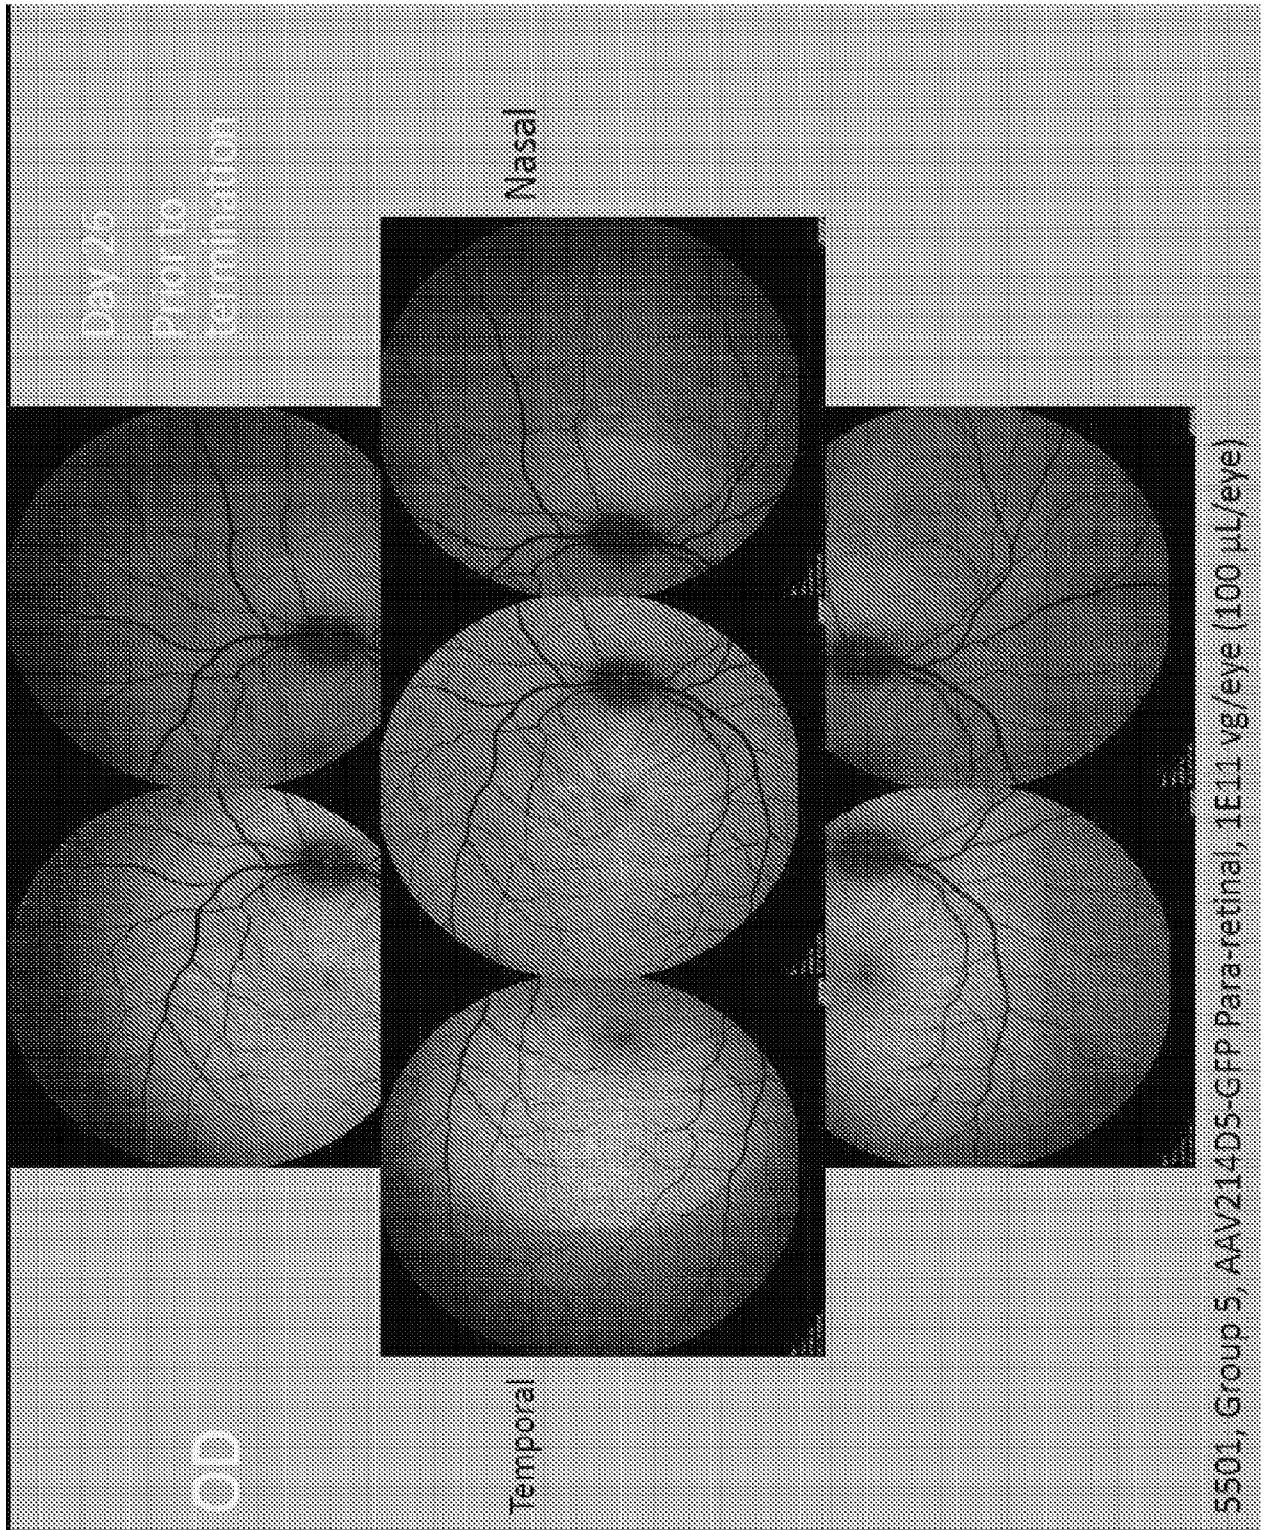 OD
Day 26
Prior to
termination
Temporal
Nasal
5501, Group 5, AAV214D5-GFP Para-retinal, 1E11 vg/eye (100 µL/eye)